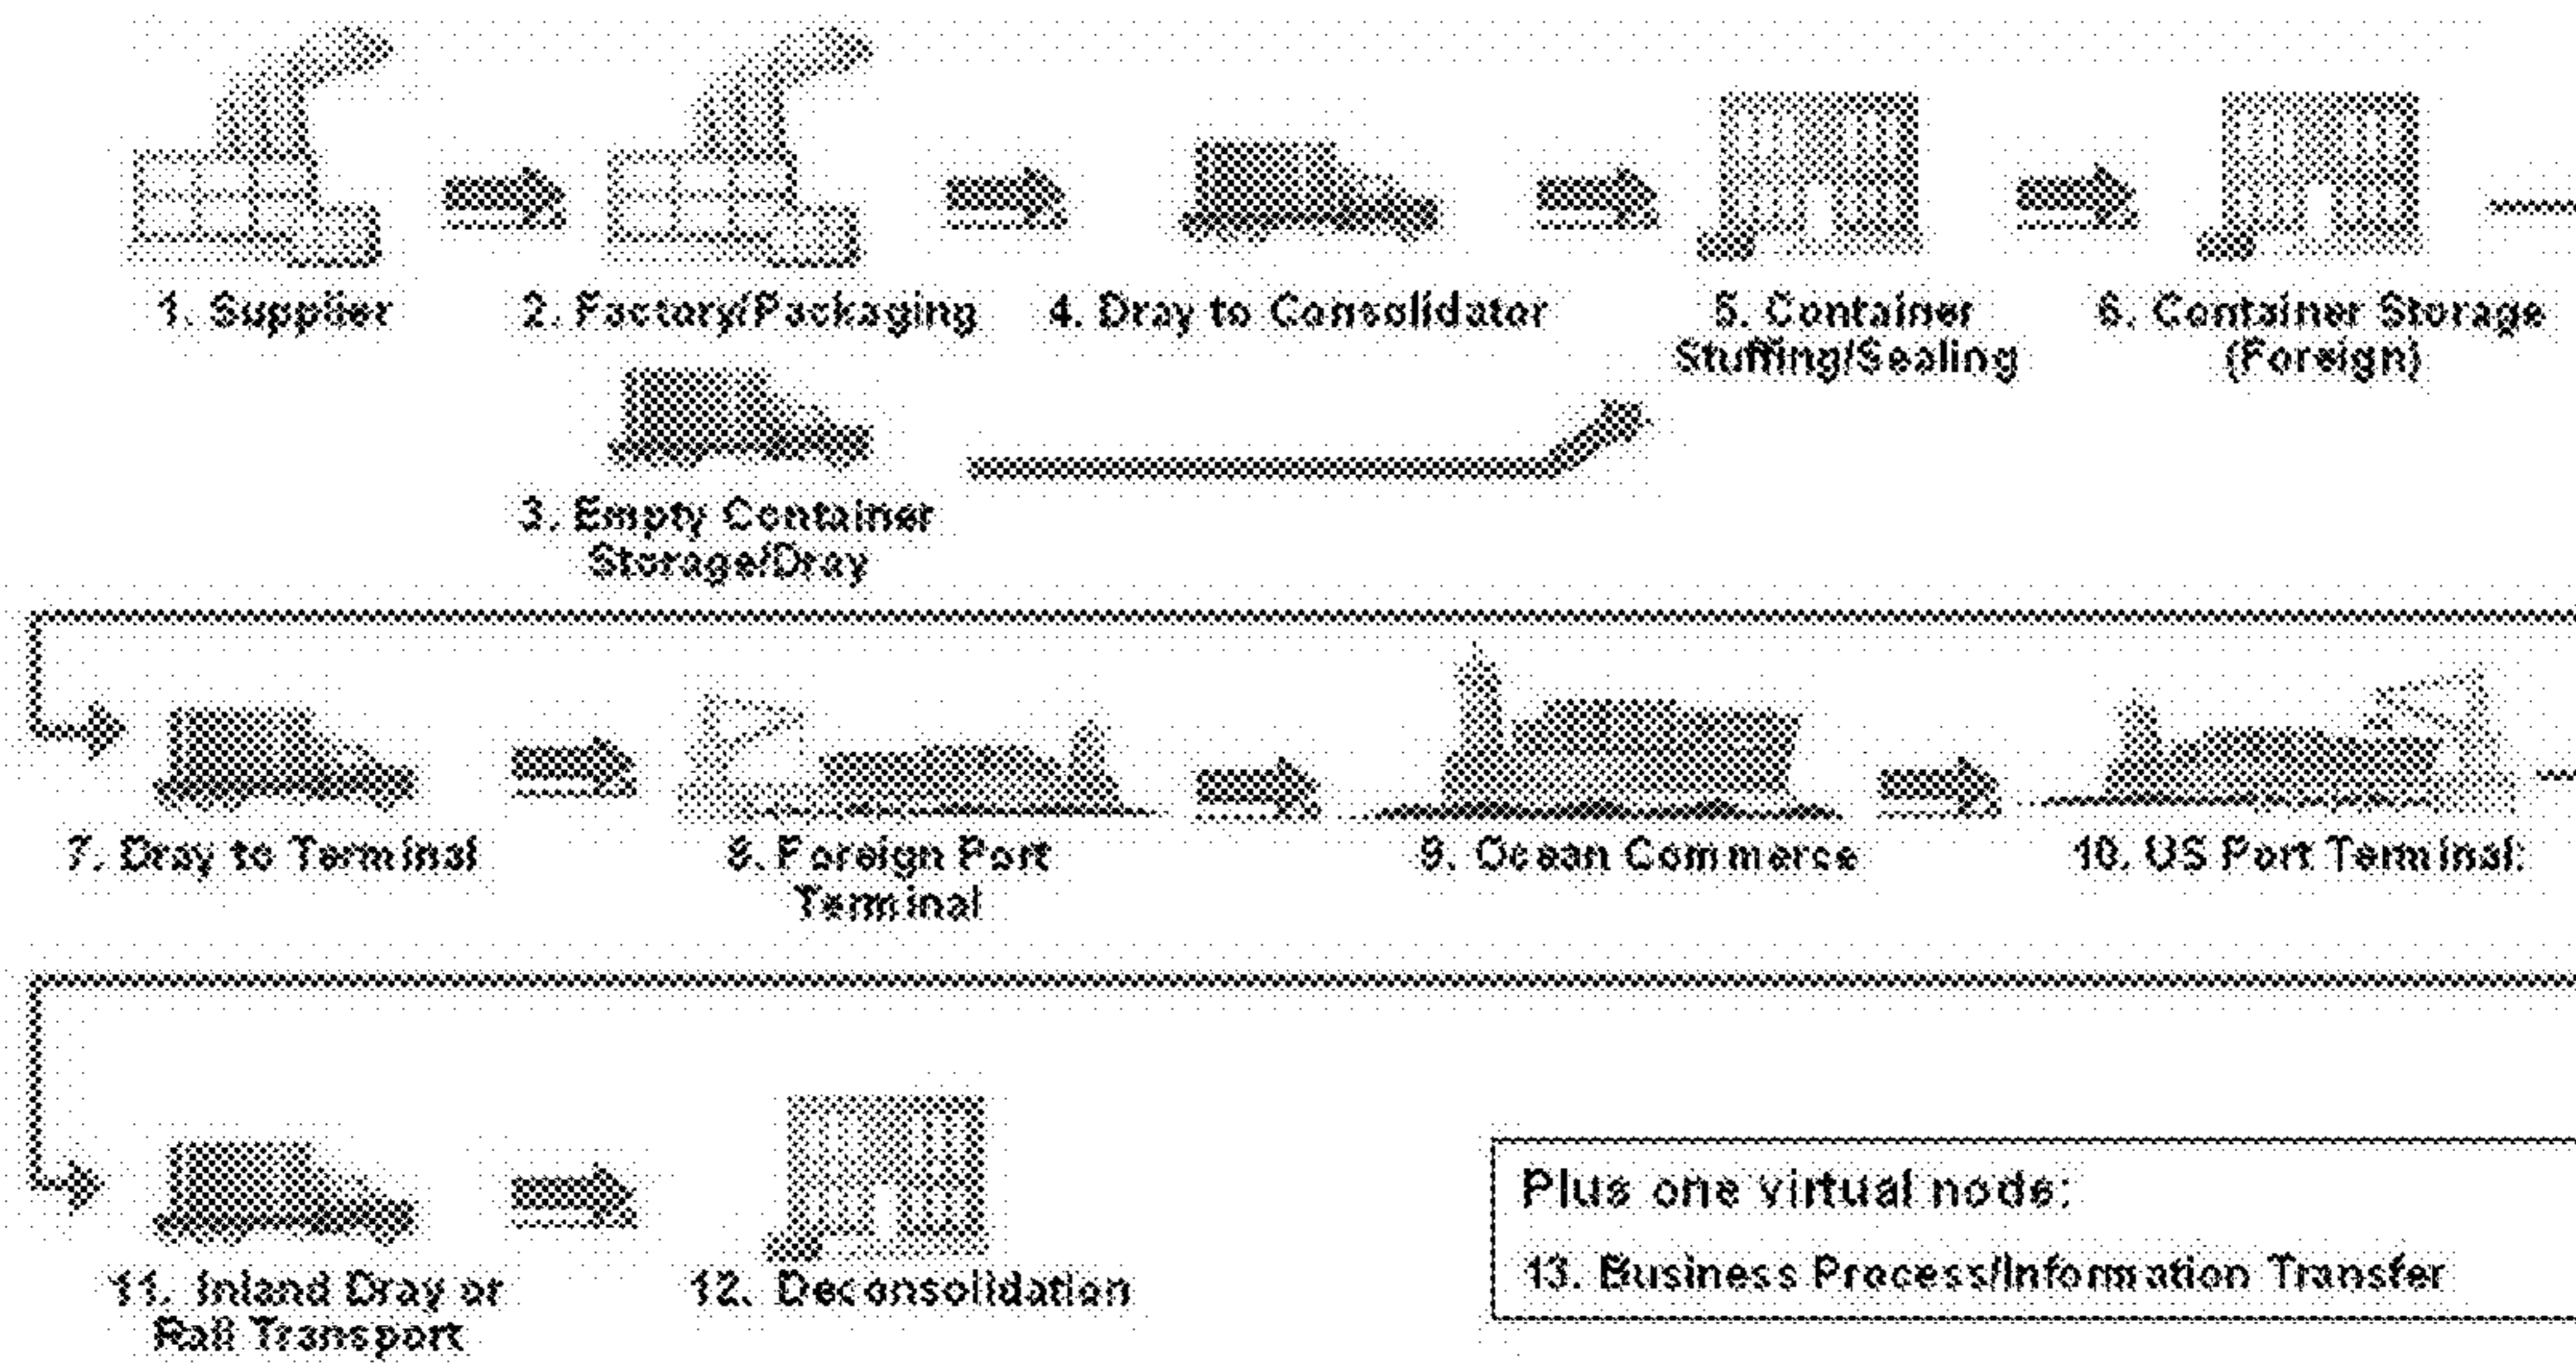 1. Supplier
2. Factory/Packaging
4. Dray to Consolidator
5. Container
Stuffing/Sealing
6. Container Storage
(Foreign)
3. Empty Container
Storage/Dray
7. Dray to Terminal
8. Foreign Port
Terminal
9. Ocean Commerce
10. US Port Terminal:
11. Inland Dray or
Rail Transport
12. Deconsolidation
Plus one virtual node:
13. Business Process/Information Transfer